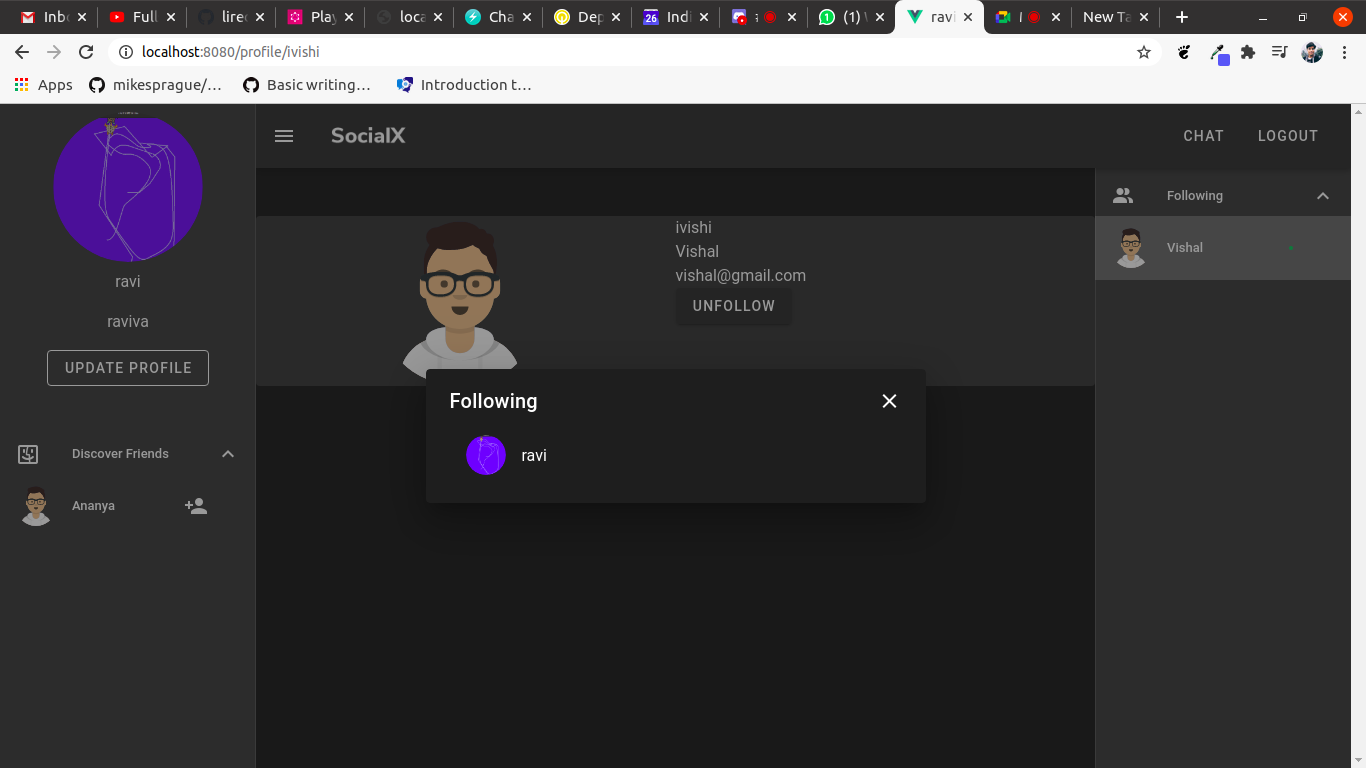 Inb Full lirec Play loca Cha Dep 26 Indi a 1 (1) W ravi New Ta
localhost:8080/profile/ivishi
Apps mikesprague/... Basic writing... Introduction t...
SocialX CHAT LOGOUT
ravi
raviva
UPDATE PROFILE
Discover Friends
Ananya
ivishi
Vishal
vishal@gmail.com
UNFOLLOW
Following
ravi
Following
Vishal